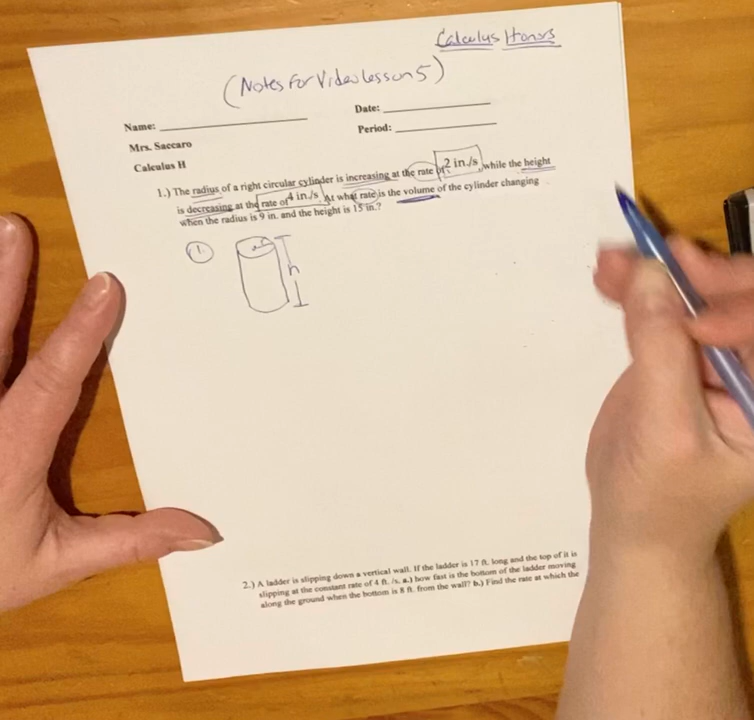 Calculus Honors
(Notes for Video Lesson 5)
Name:
Date:
Mrs. Saccaro
Period:
Calculus H
1.) The radius of a right circular cylinder is increasing at the rate of 2 in./s, while the height
is decreasing at the rate of 4 in./s. At what rate is the volume of the cylinder changing
when the radius is 9 in. and the height is 15 in.?
1.
r
h
2.) A ladder is slipping down a vertical wall. If the ladder is 17 ft. long and the top of it is
slipping at the constant rate of 4 ft. /s, a.) how fast is the bottom of the ladder moving
along the ground when the bottom is 8 ft. from the wall? b.) Find the rate at which the